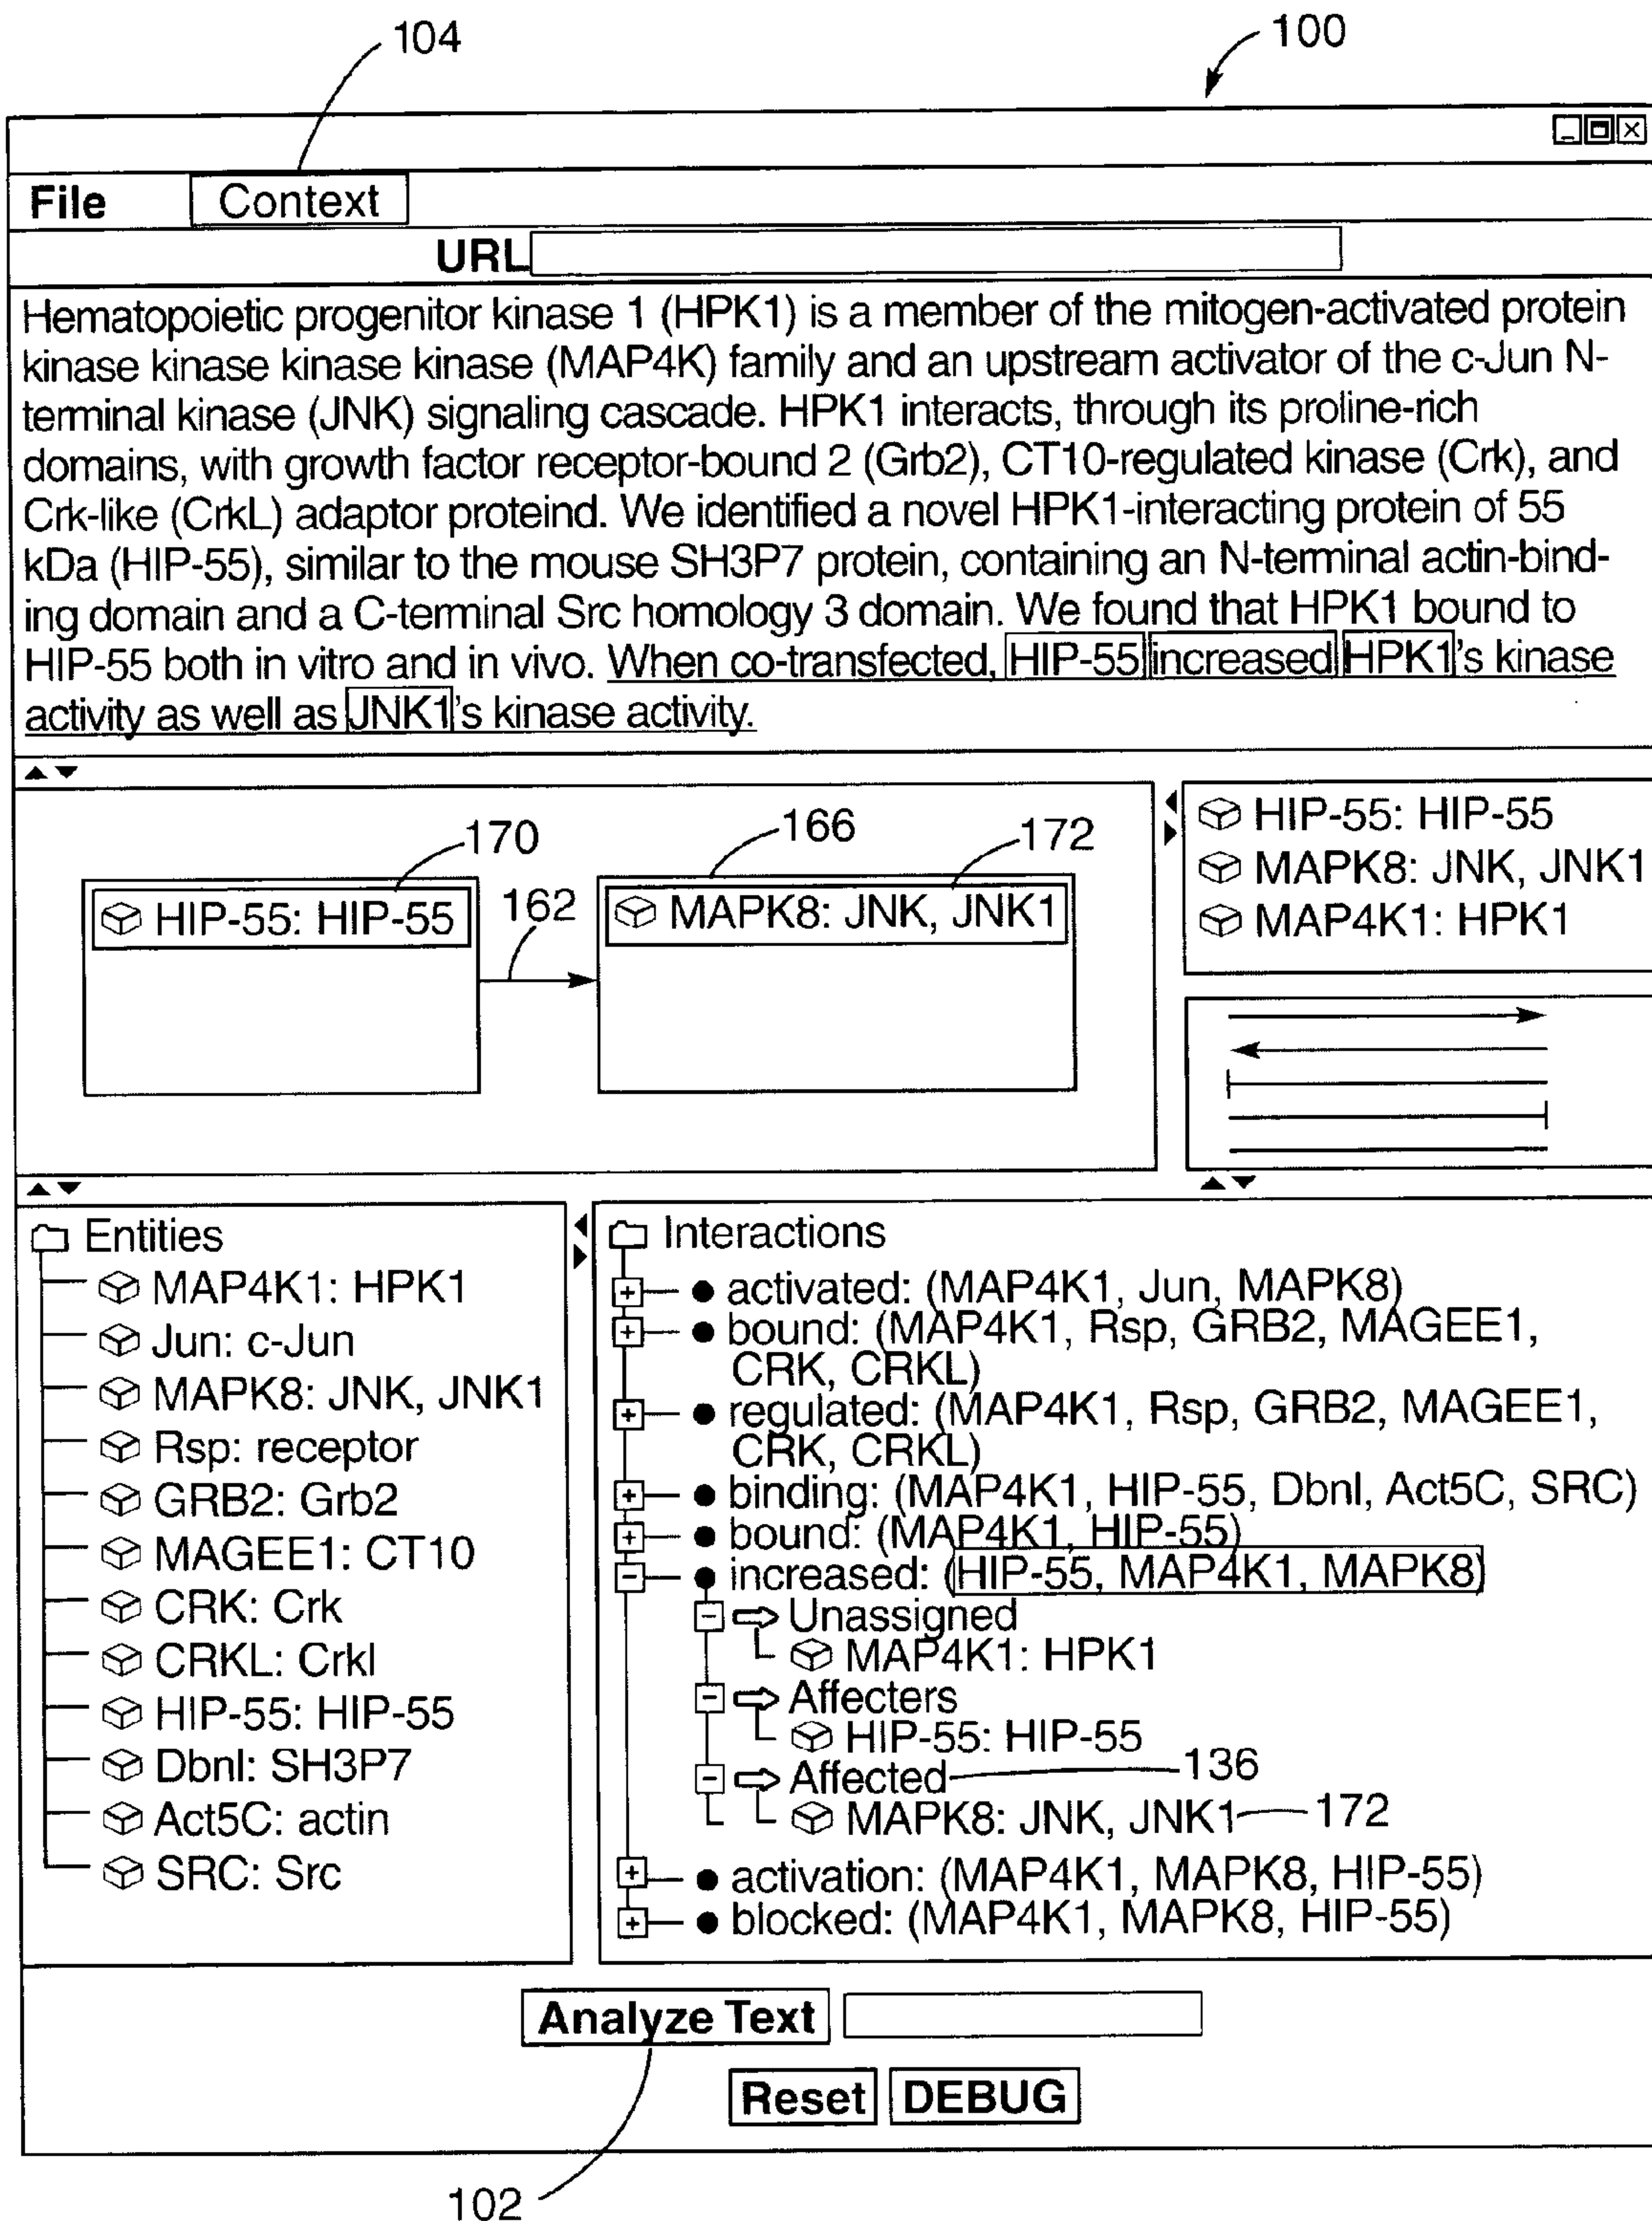 104
100
File
Context
URL
Hematopoietic progenitor kinase 1 (HPK1) is a member of the mitogen-activated protein
kinase kinase kinase kinase (MAP4K) family and an upstream activator of the c-Jun N-
terminal kinase (JNK) signaling cascade. HPK1 interacts, through its proline-rich
domains, with growth factor receptor-bound 2 (Grb2), CT10-regulated kinase (Crk), and
Crk-like (CrkL) adaptor proteind. We identified a novel HPK1-interacting protein of 55
kDa (HIP-55), similar to the mouse SH3P7 protein, containing an N-terminal actin-bind-
ing domain and a C-terminal Src homology 3 domain. We found that HPK1 bound to
HIP-55 both in vitro and in vivo. When co-transfected, HIP-55 increased HPK1's kinase
activity as well as JNK1's kinase activity.
170
166
172
HIP-55: HIP-55
162
MAPK8: JNK, JNK1
HIP-55: HIP-55
MAPK8: JNK, JNK1
MAP4K1: HPK1
Entities
MAP4K1: HPK1
Jun: c-Jun
MAPK8: JNK, JNK1
Rsp: receptor
GRB2: Grb2
MAGEE1: CT10
CRK: Crk
CRKL: Crkl
HIP-55: HIP-55
Dbnl: SH3P7
Act5C: actin
SRC: Src
Interactions
activated: (MAP4K1, Jun, MAPK8)
bound: (MAP4K1, Rsp, GRB2, MAGEE1,
CRK, CRKL)
regulated: (MAP4K1, Rsp, GRB2, MAGEE1,
CRK, CRKL)
binding: (MAP4K1, HIP-55, Dbnl, Act5C, SRC)
bound: (MAP4K1, HIP-55)
increased: (HIP-55, MAP4K1, MAPK8)
Unassigned
MAP4K1: HPK1
Affecters
HIP-55: HIP-55
Affected 136
MAPK8: JNK, JNK1 172
activation: (MAP4K1, MAPK8, HIP-55)
blocked: (MAP4K1, MAPK8, HIP-55)
Analyze Text
Reset
DEBUG
102